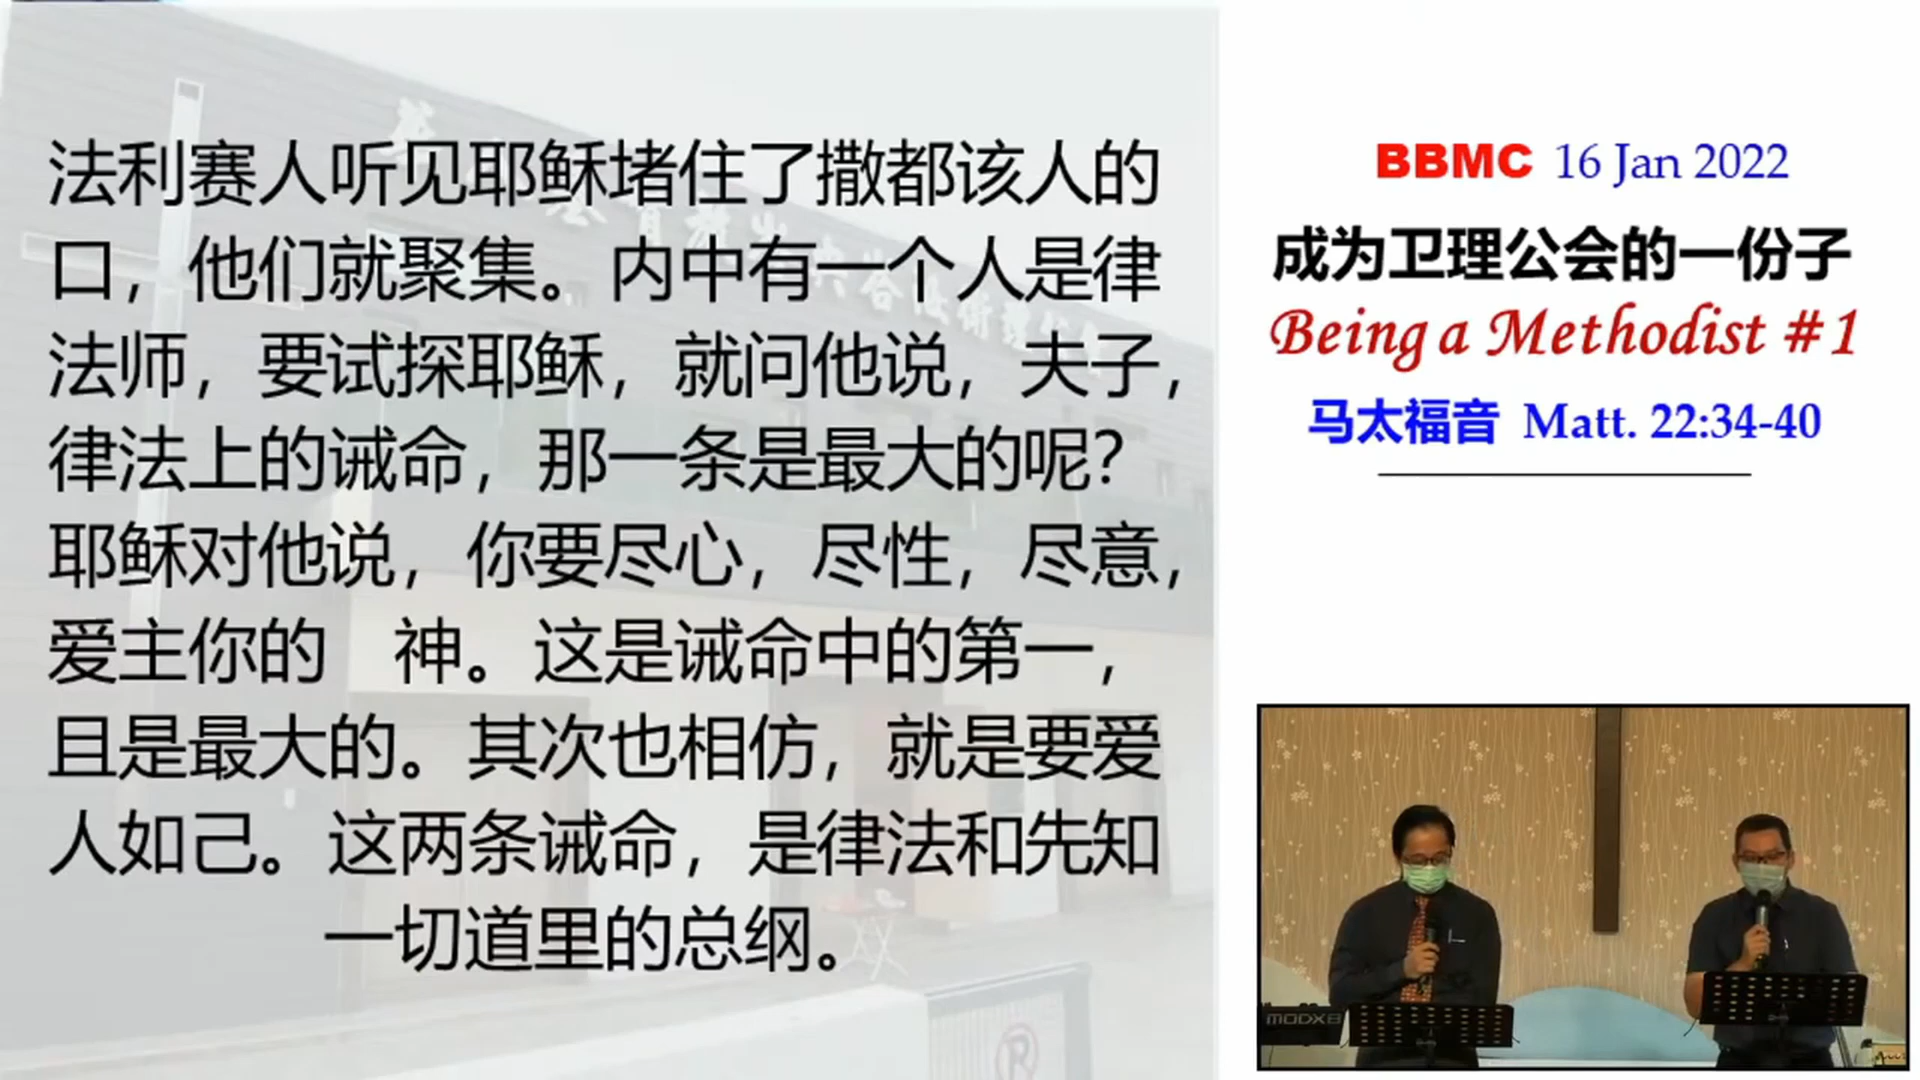 法利赛人听见耶稣堵住了撒都该人的
口，他们就聚集。内中有一个人是律
法师，要试探耶稣，就问他说，夫子，
律法上的诫命，那一条是最大的呢?
耶稣对他说，你要尽心，尽性，尽意，
爱主你的　神。这是诫命中的第一，
且是最大的。其次也相仿，就是要爱
人如己。这两条诫命，是律法和先知
一切道里的总纲。
BBMC 16 Jan 2022
成为卫理公会的一份子
Being a Methodist #1
马太福音 Matt. 22:34-40
MODX8